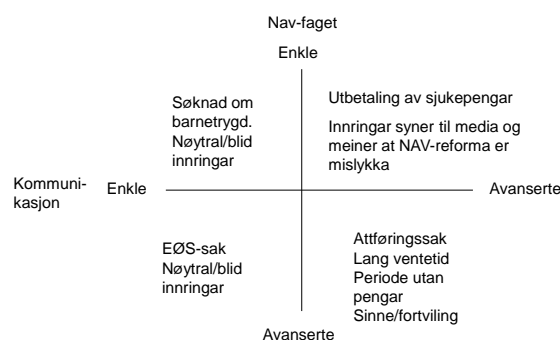 Nav-faget
Enkle
Søknad om
barnetrygd.
Nøytral/blid
innringar
Utbetaling av sjukepengar
Innringar syner til media og
meiner at NAV-reforma er
mislykka
Kommuni-
kasjon
Enkle
Avanserte
EØS-sak
Nøytral/blid
innringar
Attføringssak
Lang ventetid
Periode utan
pengar
Sinne/fortviling
Avanserte